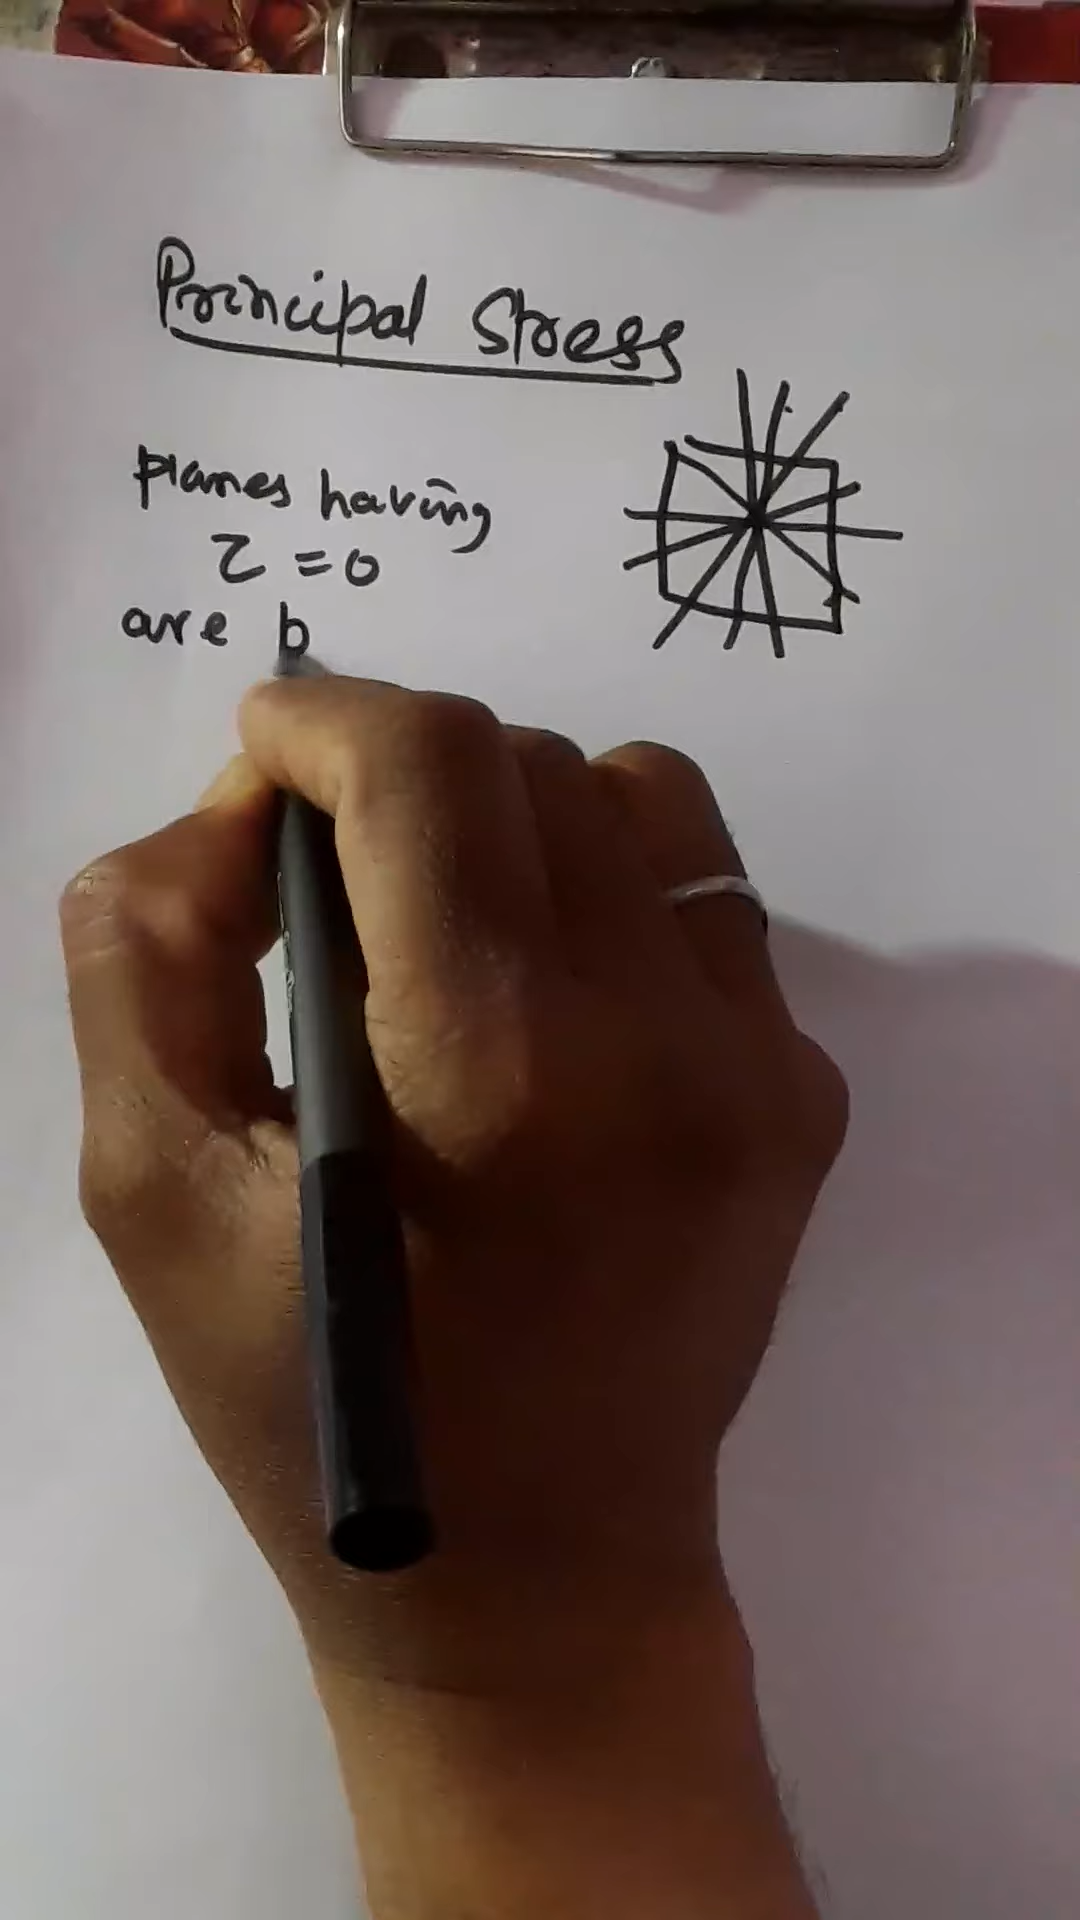 Principal Stress
planes having
τ = 0
are p